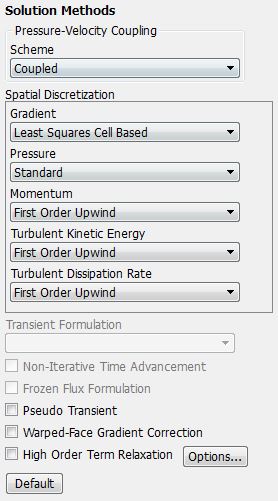 Solution Methods
Pressure-Velocity Coupling
Scheme
Coupled
Spatial Discretization
Gradient
Least Squares Cell Based
Pressure
Standard
Momentum
First Order Upwind
Turbulent Kinetic Energy
First Order Upwind
Turbulent Dissipation Rate
First Order Upwind
Transient Formulation
Non-Iterative Time Advancement
Frozen Flux Formulation
Pseudo Transient
Warped-Face Gradient Correction
High Order Term Relaxation Options...
Default